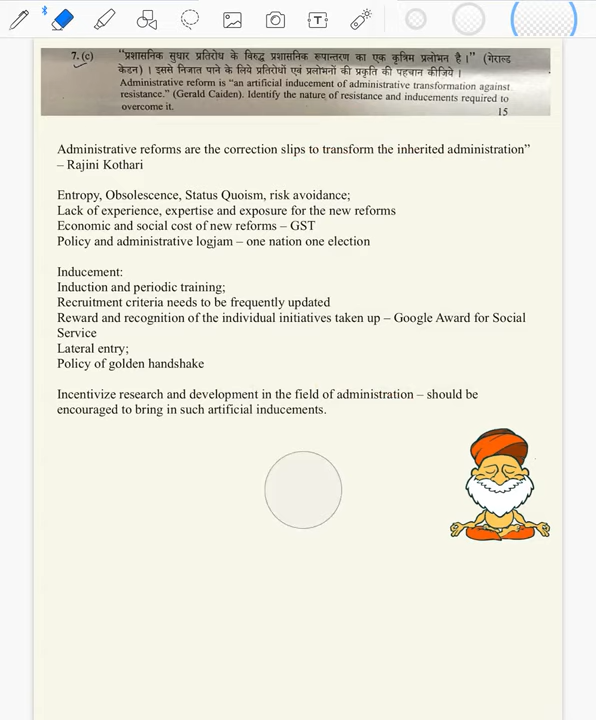 7. (c) "प्रशासनिक सुधार प्रतिरोध के विरुद्ध प्रशासनिक रूपान्तरण का एक कृत्रिम प्रलोभन है।" (गेराल्ड
केडन)। इससे निजात पाने के लिये प्रतिरोधों एवं प्रलोभनों की प्रकृति की पहचान कीजिये।
Administrative reform is "an artificial inducement of administrative transformation against
resistance." (Gerald Caiden). Identify the nature of resistance and inducements required to
overcome it.
15
Administrative reforms are the correction slips to transform the inherited administration"
– Rajini Kothari
Entropy, Obsolescence, Status Quoism, risk avoidance;
Lack of experience, expertise and exposure for the new reforms
Economic and social cost of new reforms – GST
Policy and administrative logjam – one nation one election
Inducement:
Induction and periodic training;
Recruitment criteria needs to be frequently updated
Reward and recognition of the individual initiatives taken up – Google Award for Social
Service
Lateral entry;
Policy of golden handshake
Incentivize research and development in the field of administration – should be
encouraged to bring in such artificial inducements.